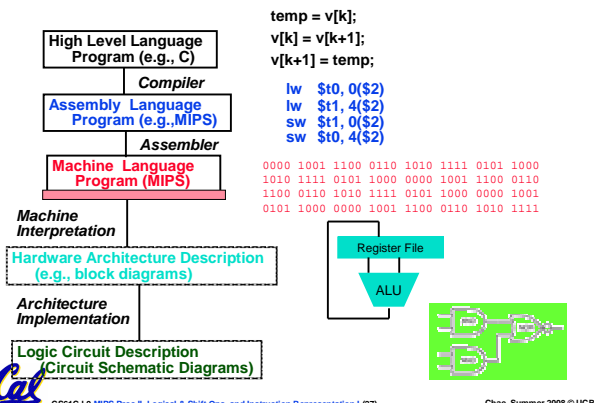 temp = v[k];
v[k] = v[k+1];
v[k+1] = temp;
High Level Language
Program (e.g., C)
Compiler
Assembly Language
Program (e.g.,MIPS)
lw $t0, 0($2)
lw $t1, 4($2)
sw $t1, 0($2)
sw $t0, 4($2)
Assembler
Machine Language
Program (MIPS)
0000 1001 1100 0110 1010 1111 0101 1000
1010 1111 0101 1000 0000 1001 1100 0110
1100 0110 1010 1111 0101 1000 0000 1001
0101 1000 0000 1001 1100 0110 1010 1111
Machine
Interpretation
Hardware Architecture Description
(e.g., block diagrams)
Register File
ALU
Architecture
Implementation
Logic Circuit Description
(Circuit Schematic Diagrams)
Cal